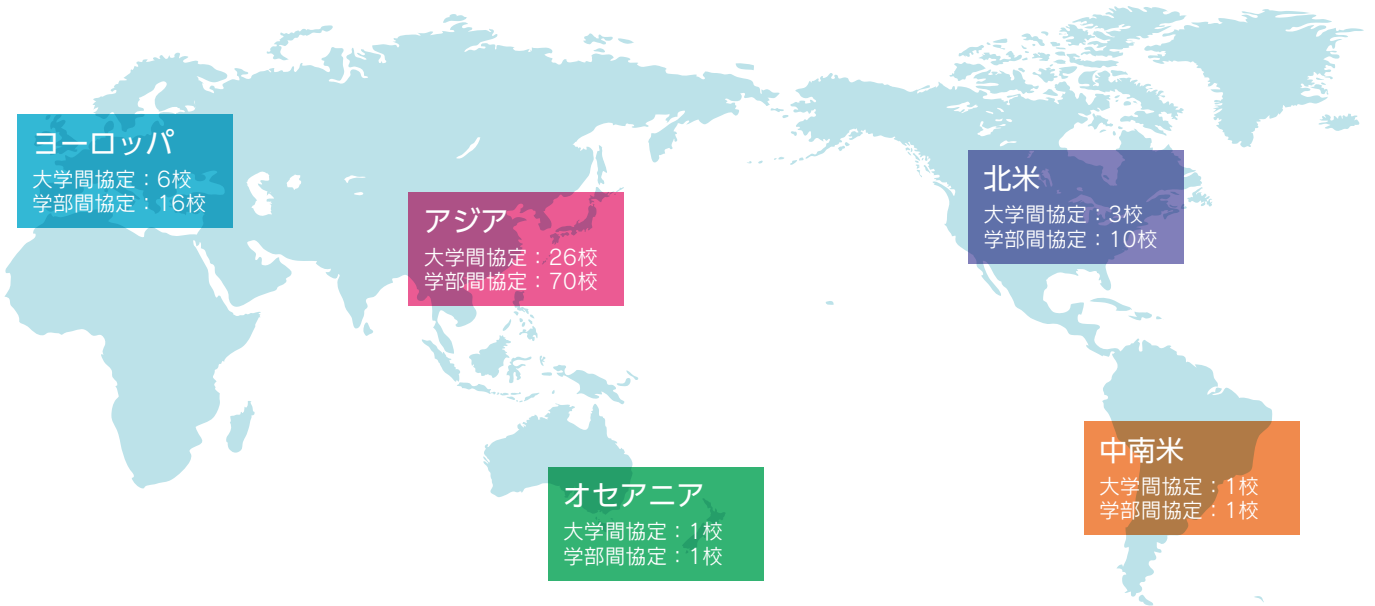 ヨーロッパ
大学間協定：6校
学部間協定：16校
アジア
大学間協定：26校
学部間協定：70校
北米
大学間協定：3校
学部間協定：10校
オセアニア
大学間協定：1校
学部間協定：1校
中南米
大学間協定：1校
学部間協定：1校